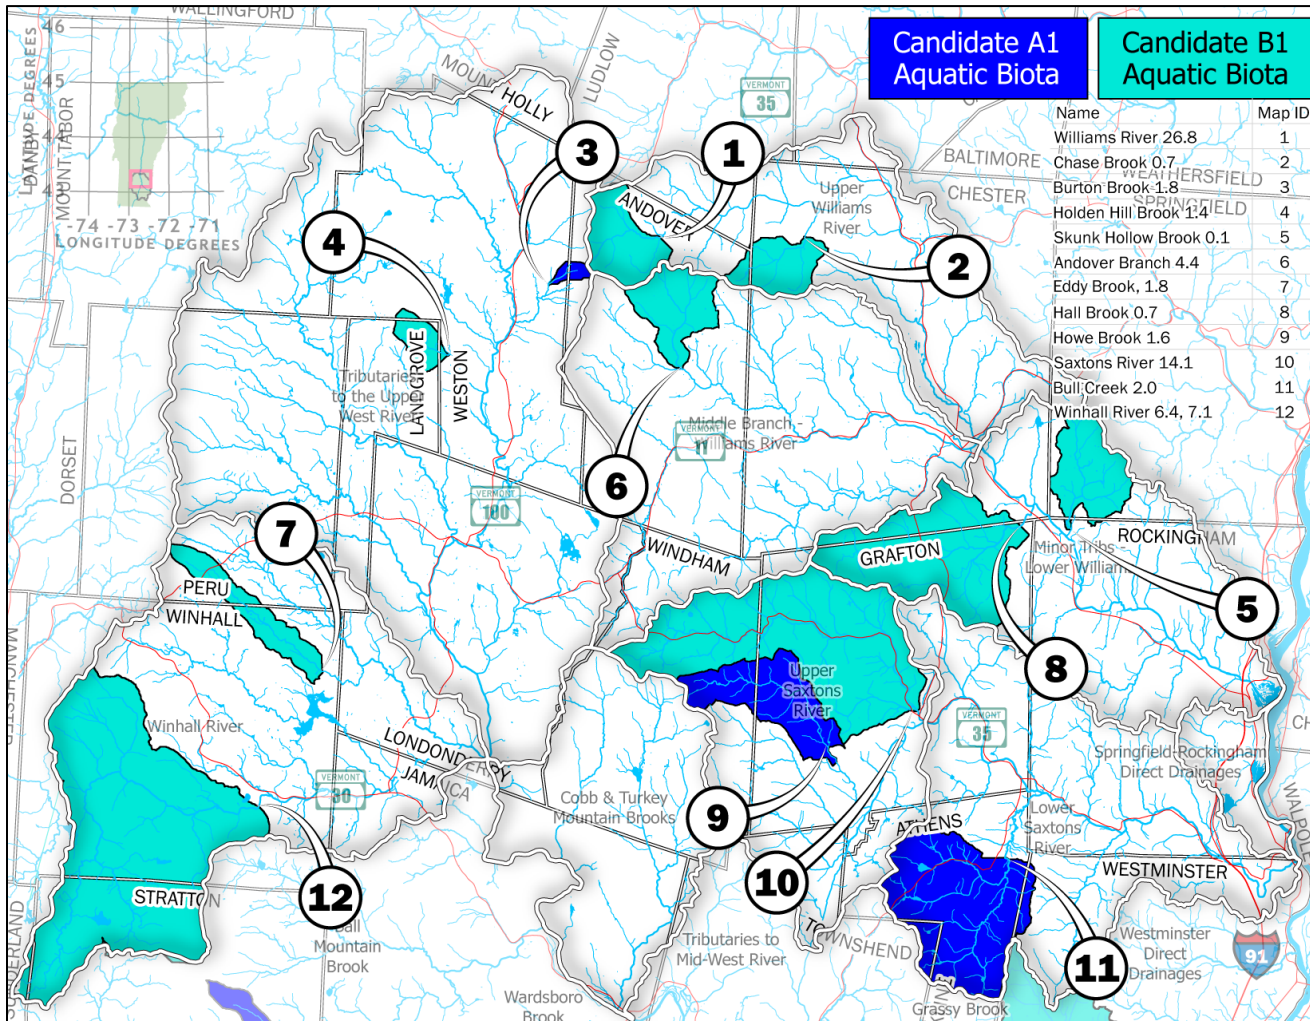 WALLINGFORD
Candidate A1
Aquatic Biota
Candidate B1
Aquatic Biota
Name Map ID
Williams River 26.8 1
Chase Brook 0.7 2
Burton Brook 1.8 3
Holden Hill Brook 1.4 4
Skunk Hollow Brook 0.1 5
Andover Branch 4.4 6
Eddy Brook, 1.8 7
Hall Brook 0.7 8
Howe Brook 1.6 9
Saxtons River 14.1 10
Bull Creek 2.0 11
Winhall River 6.4, 7.1 12
46
45
44
-74 -73 -72 -71
LONGITUDE DEGREES
DANBY
MOUNT TABOR
MOUNT
HOLLY
LUDLOW
VERMONT
35
BALTIMORE
CHESTER
WEATHERSFIELD
SPRINGFIELD
3
1
ANDOVER
Upper
Williams
River
4
2
LANDGROVE
WESTON
Tributaries
to the Upper
West River
DORSET
Middle Branch -
Williams River
VERMONT
11
6
VERMONT
100
7
WINDHAM
GRAFTON
ROCKINGHAM
Minor Tribs -
Lower Williams
PERU
WINHALL
5
8
MANCHESTER
Upper
Saxtons
River
Winhall River
VERMONT
35
LONDONDERRY
JAMAICA
Springfield-Rockingham
Direct Drainages
VERMONT
30
Cobb & Turkey
Mountain Brooks
9
ATHENS
Lower
Saxtons
River
WALPOLE
WESTMINSTER
10
12
STRATTON
Ball
Mountain
Brook
TOWNSHEND
Tributaries to
Mid-West River
Westminster
Direct
Drainages
91
11
SUNDERLAND
Wardsboro
Brook
Grassy Brook